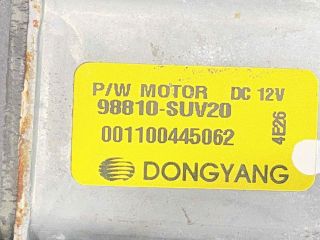 P/W MOTOR DC 12V
98810-SUV20
001100445062
4E26
DONGYANG